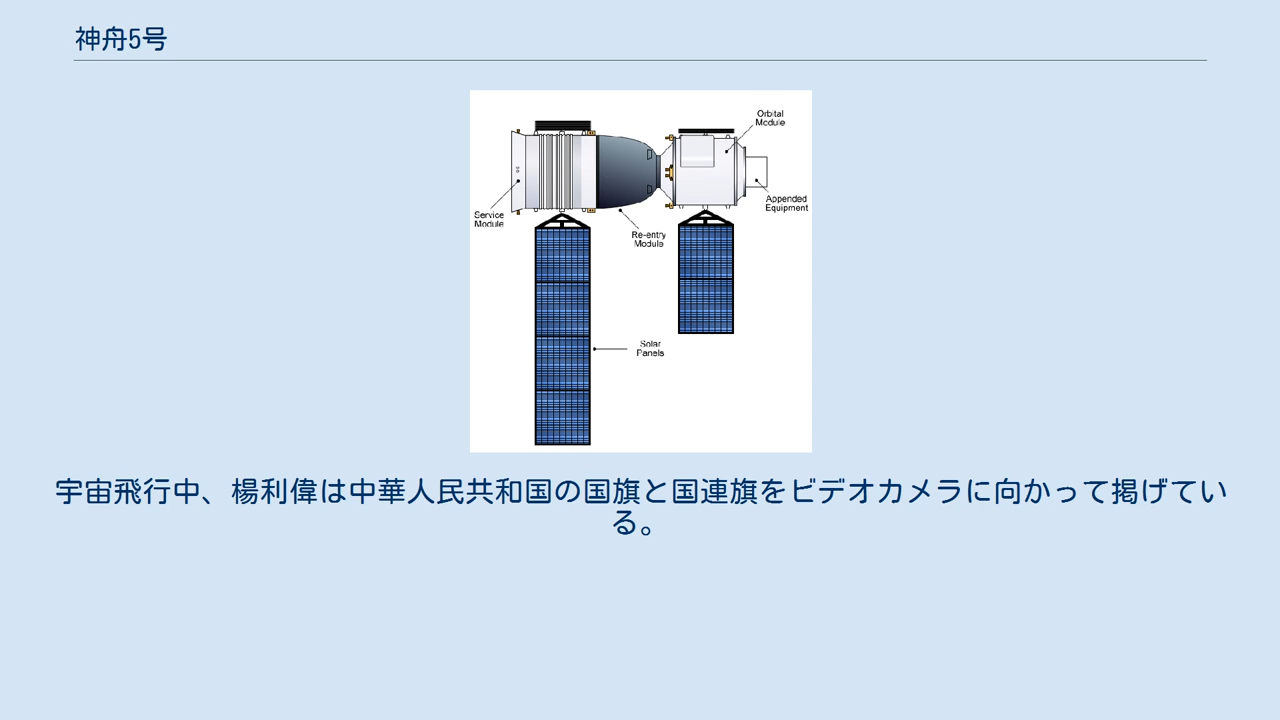 神舟5号
Orbital
Module
Appended
Equipment
Service
Module
Re-entry
Module
Solar
Panels
宇宙飛行中、楊利偉は中華人民共和国の国旗と国連旗をビデオカメラに向かって掲げてい
る。